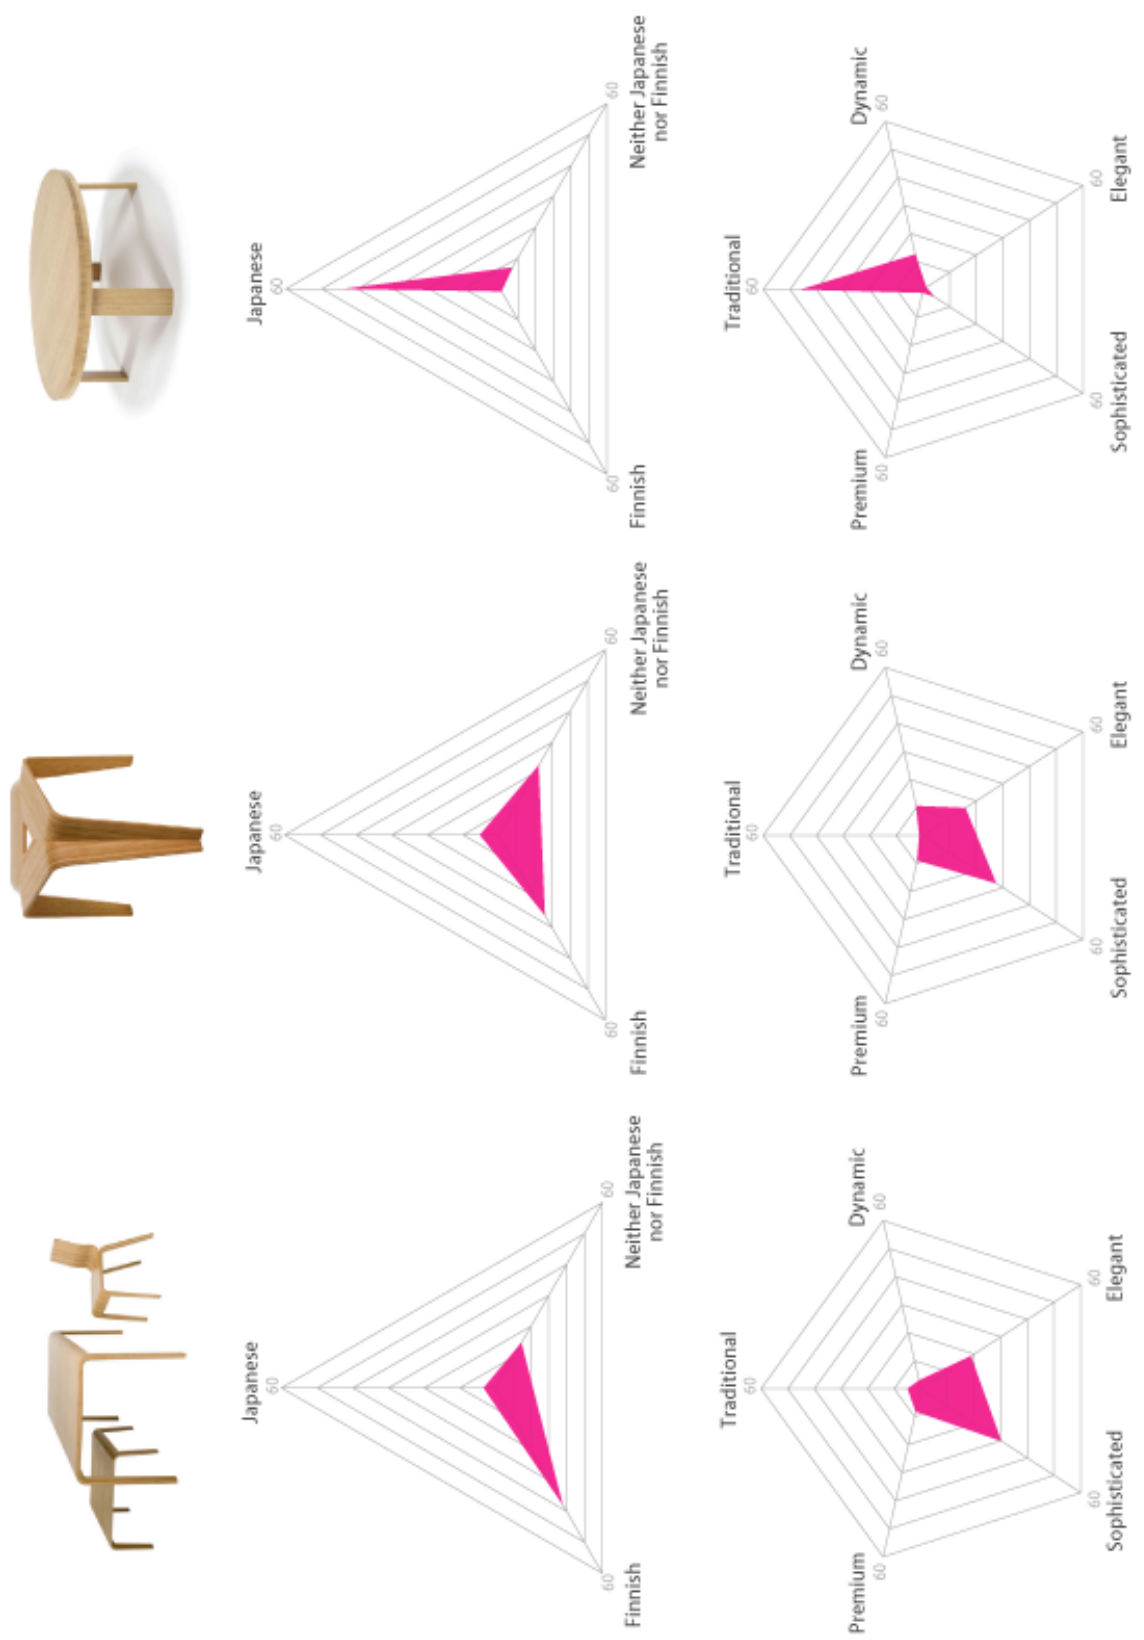 Japanese
60
60
60
Finnish
Neither Japanese
nor Finnish
Japanese
60
60
60
Finnish
Neither Japanese
nor Finnish
Japanese
60
60
60
Finnish
Neither Japanese
nor Finnish
Traditional
60
Premium
60
Dynamic
60
60
Sophisticated
60
Elegant
Traditional
60
Premium
60
Dynamic
60
60
Sophisticated
60
Elegant
Traditional
60
Premium
60
Dynamic
60
60
Sophisticated
60
Elegant